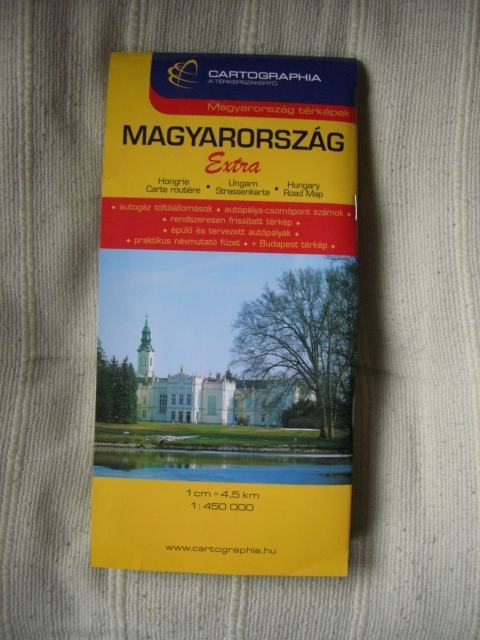 CARTOGRAPHIA
A TÉRKÉPSZAKÉRTŐ
Magyarország térképek
MAGYARORSZÁG
Extra
Hongrie
Carte routière
• Ungarn
Strassenkarte
• Hungary
Road Map
• autogáz töltőállomások • autópálya-csomópont számok •
• rendszeresen frissített térkép •
• épülő és tervezett autópályák •
• praktikus névmutató füzet • + Budapest térkép •
1 cm = 4,5 km
1 : 450 000
www.cartographia.hu